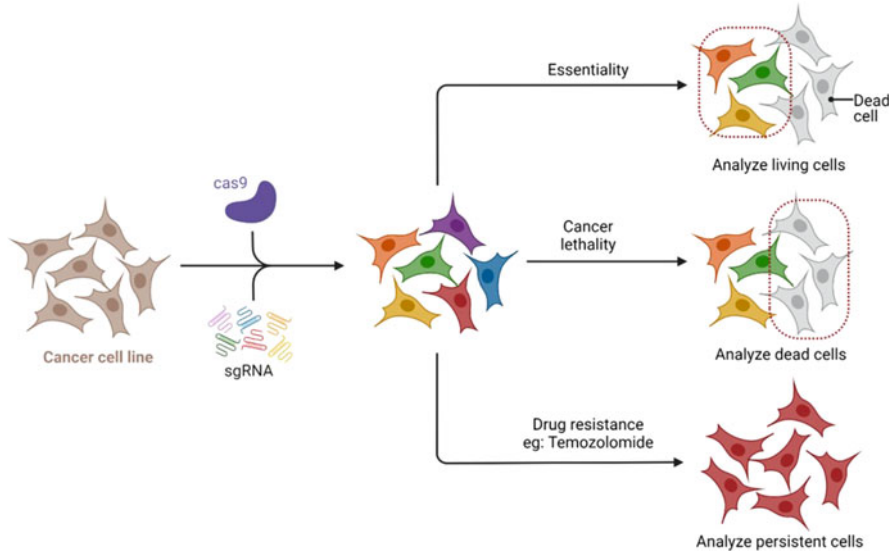 Essentiality
Dead
cell
Analyze living cells
cas9
Cancer
lethality
Cancer cell line
sgRNA
Analyze dead cells
Drug resistance
eg: Temozolomide
Analyze persistent cells